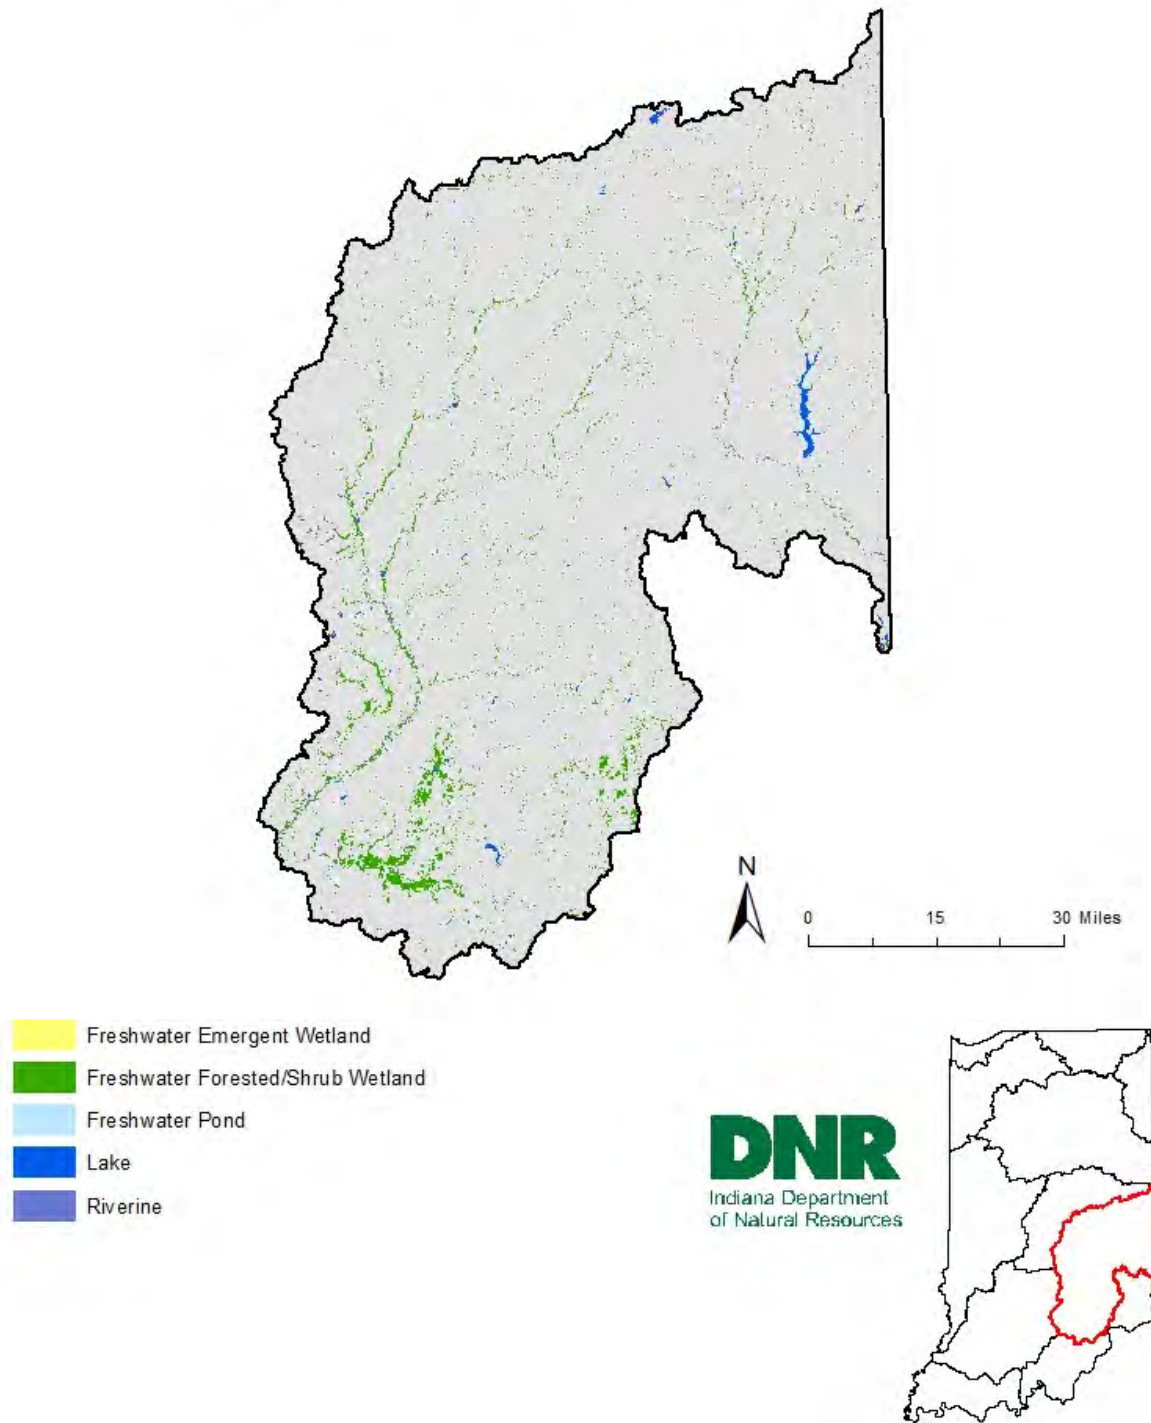 N
0 15 30 Miles
Freshwater Emergent Wetland
Freshwater Forested/Shrub Wetland
Freshwater Pond
Lake
Riverine
DNR
Indiana Department
of Natural Resources